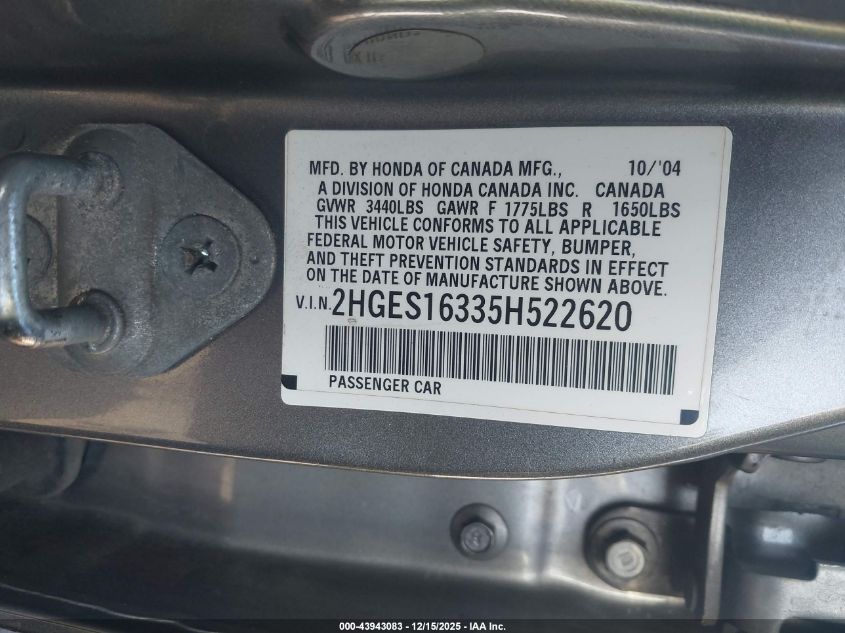 MFD. BY HONDA OF CANADA MFG., 10/'04
A DIVISION OF HONDA CANADA INC. CANADA
GVWR 3440LBS GAWR F 1775LBS R 1650LBS
THIS VEHICLE CONFORMS TO ALL APPLICABLE
FEDERAL MOTOR VEHICLE SAFETY, BUMPER,
AND THEFT PREVENTION STANDARDS IN EFFECT
ON THE DATE OF MANUFACTURE SHOWN ABOVE.
V.I.N. 2HGES16335H522620
PASSENGER CAR
000-43943083 - 12/15/2025 - IAA Inc.